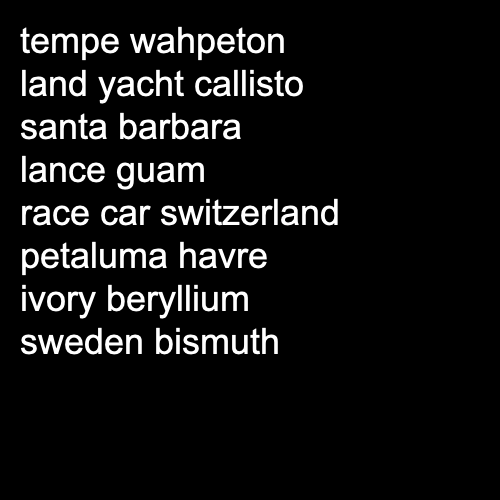 tempe wahpeton
land yacht callisto
santa barbara
lance guam
race car switzerland
petaluma havre
ivory beryllium
sweden bismuth